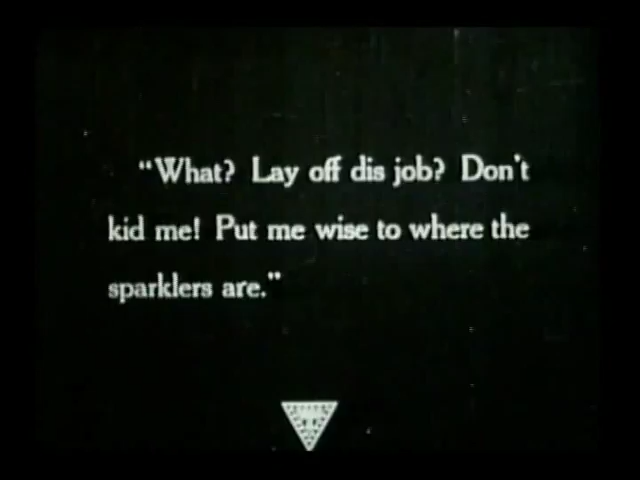 “What? Lay off dis job? Don't
kid me! Put me wise to where the
sparklers are.”